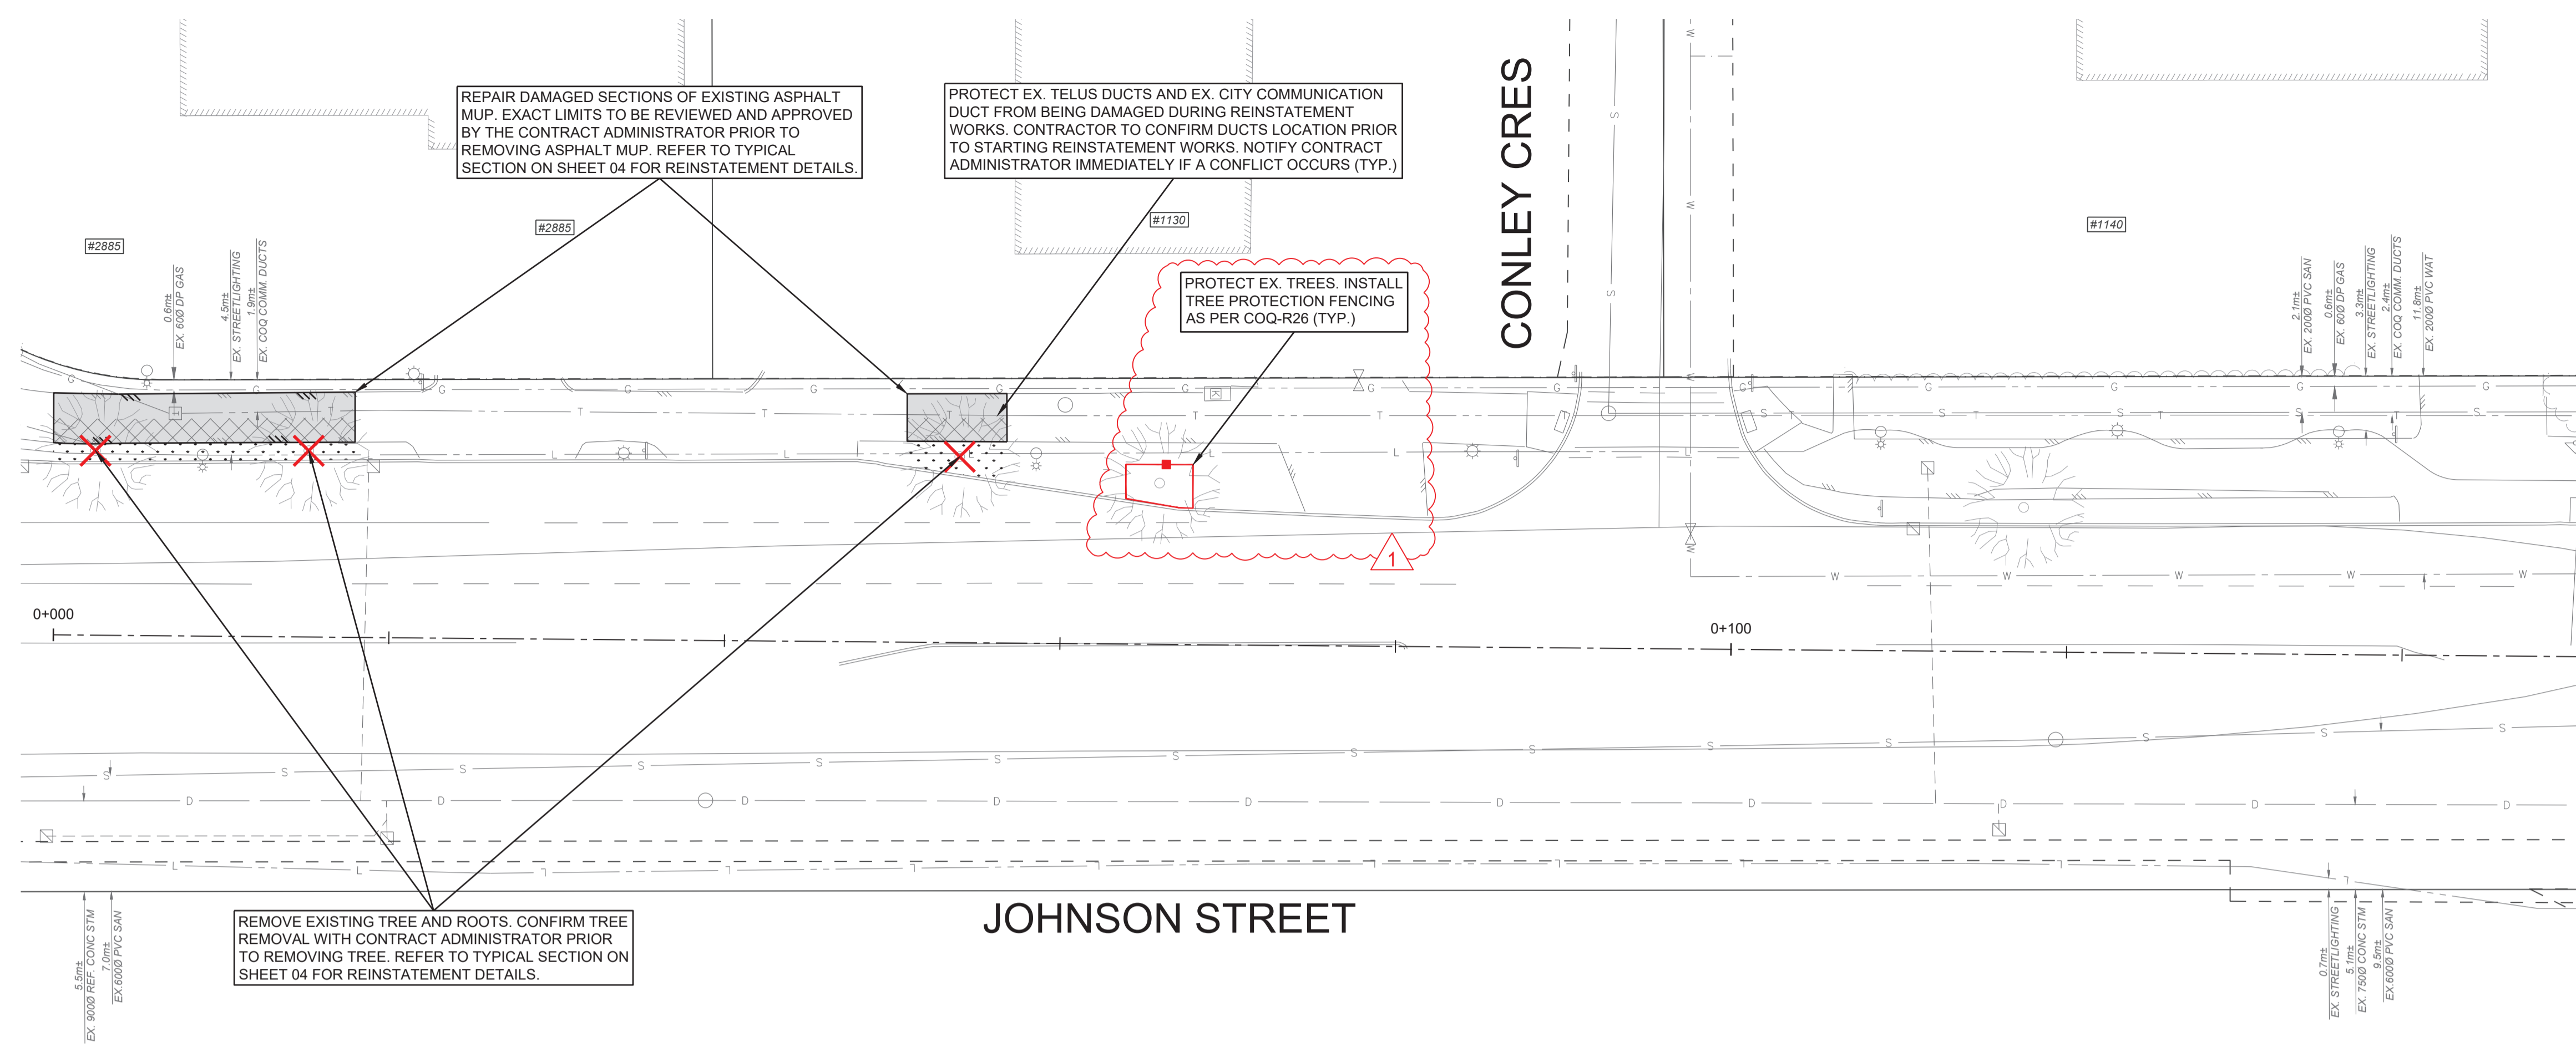 REPAIR DAMAGED SECTIONS OF EXISTING ASPHALT
MUP. EXACT LIMITS TO BE REVIEWED AND APPROVED
BY THE CONTRACT ADMINISTRATOR PRIOR TO
REMOVING ASPHALT MUP. REFER TO TYPICAL
SECTION ON SHEET 04 FOR REINSTATEMENT DETAILS.
PROTECT EX. TELUS DUCTS AND EX. CITY COMMUNICATION
DUCT FROM BEING DAMAGED DURING REINSTATEMENT
WORKS. CONTRACTOR TO CONFIRM DUCTS LOCATION PRIOR
TO STARTING REINSTATEMENT WORKS. NOTIFY CONTRACT
ADMINISTRATOR IMMEDIATELY IF A CONFLICT OCCURS (TYP.)
CONLEY CRES
#2885
#2885
#1130
#1140
0.6m±
EX. 60Ø DP GAS
4.5m±
EX. STREETLIGHTING
1.9m±
EX. COQ COMM. DUCTS
PROTECT EX. TREES. INSTALL
TREE PROTECTION FENCING
AS PER COQ-R26 (TYP.)
2.1m±
EX. 200Ø PVC SAN
0.6m±
EX. 60Ø DP GAS
3.3m±
EX. STREETLIGHTING
2.4m±
EX. COQ COMM. DUCTS
11.8m±
EX. 200Ø PVC WAT
1
0+000
0+100
REMOVE EXISTING TREE AND ROOTS. CONFIRM TREE
REMOVAL WITH CONTRACT ADMINISTRATOR PRIOR
TO REMOVING TREE. REFER TO TYPICAL SECTION ON
SHEET 04 FOR REINSTATEMENT DETAILS.
JOHNSON STREET
5.5m±
EX. 900Ø REF. CONC STM
7.0m±
EX.600Ø PVC SAN
0.7m±
EX. STREETLIGHTING
5.1m±
EX. 750Ø CONC STM
9.5m±
EX.600Ø PVC SAN